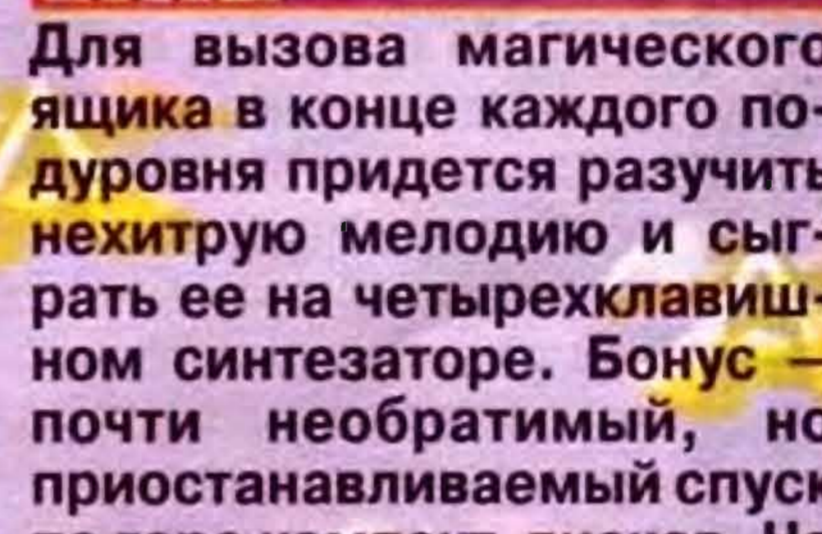 Для вызова магического
ящика в конце каждого по-
дуровня придется разучить
нехитрую мелодию и сыг-
рать ее на четырехклавиш-
ном синтезаторе. Бонус —
почти необратимый, но
приостанавливаемый спуск